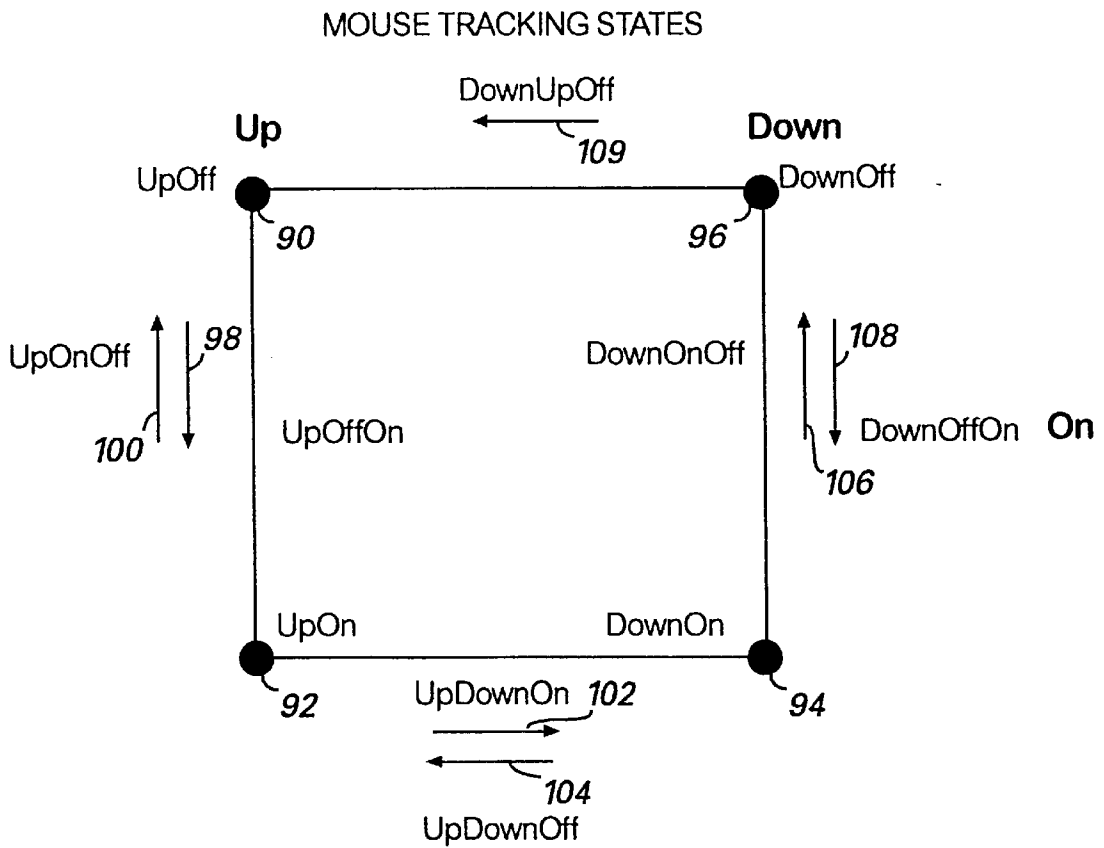 MOUSE TRACKING STATES
DownUpOff
109
Up
Down
UpOff
DownOff
90
96
UpOnOff
98
DownOnOff
108
100
UpOffOn
DownOffOn
On
106
UpOn
DownOn
92
UpDownOn
102
94
104
UpDownOff